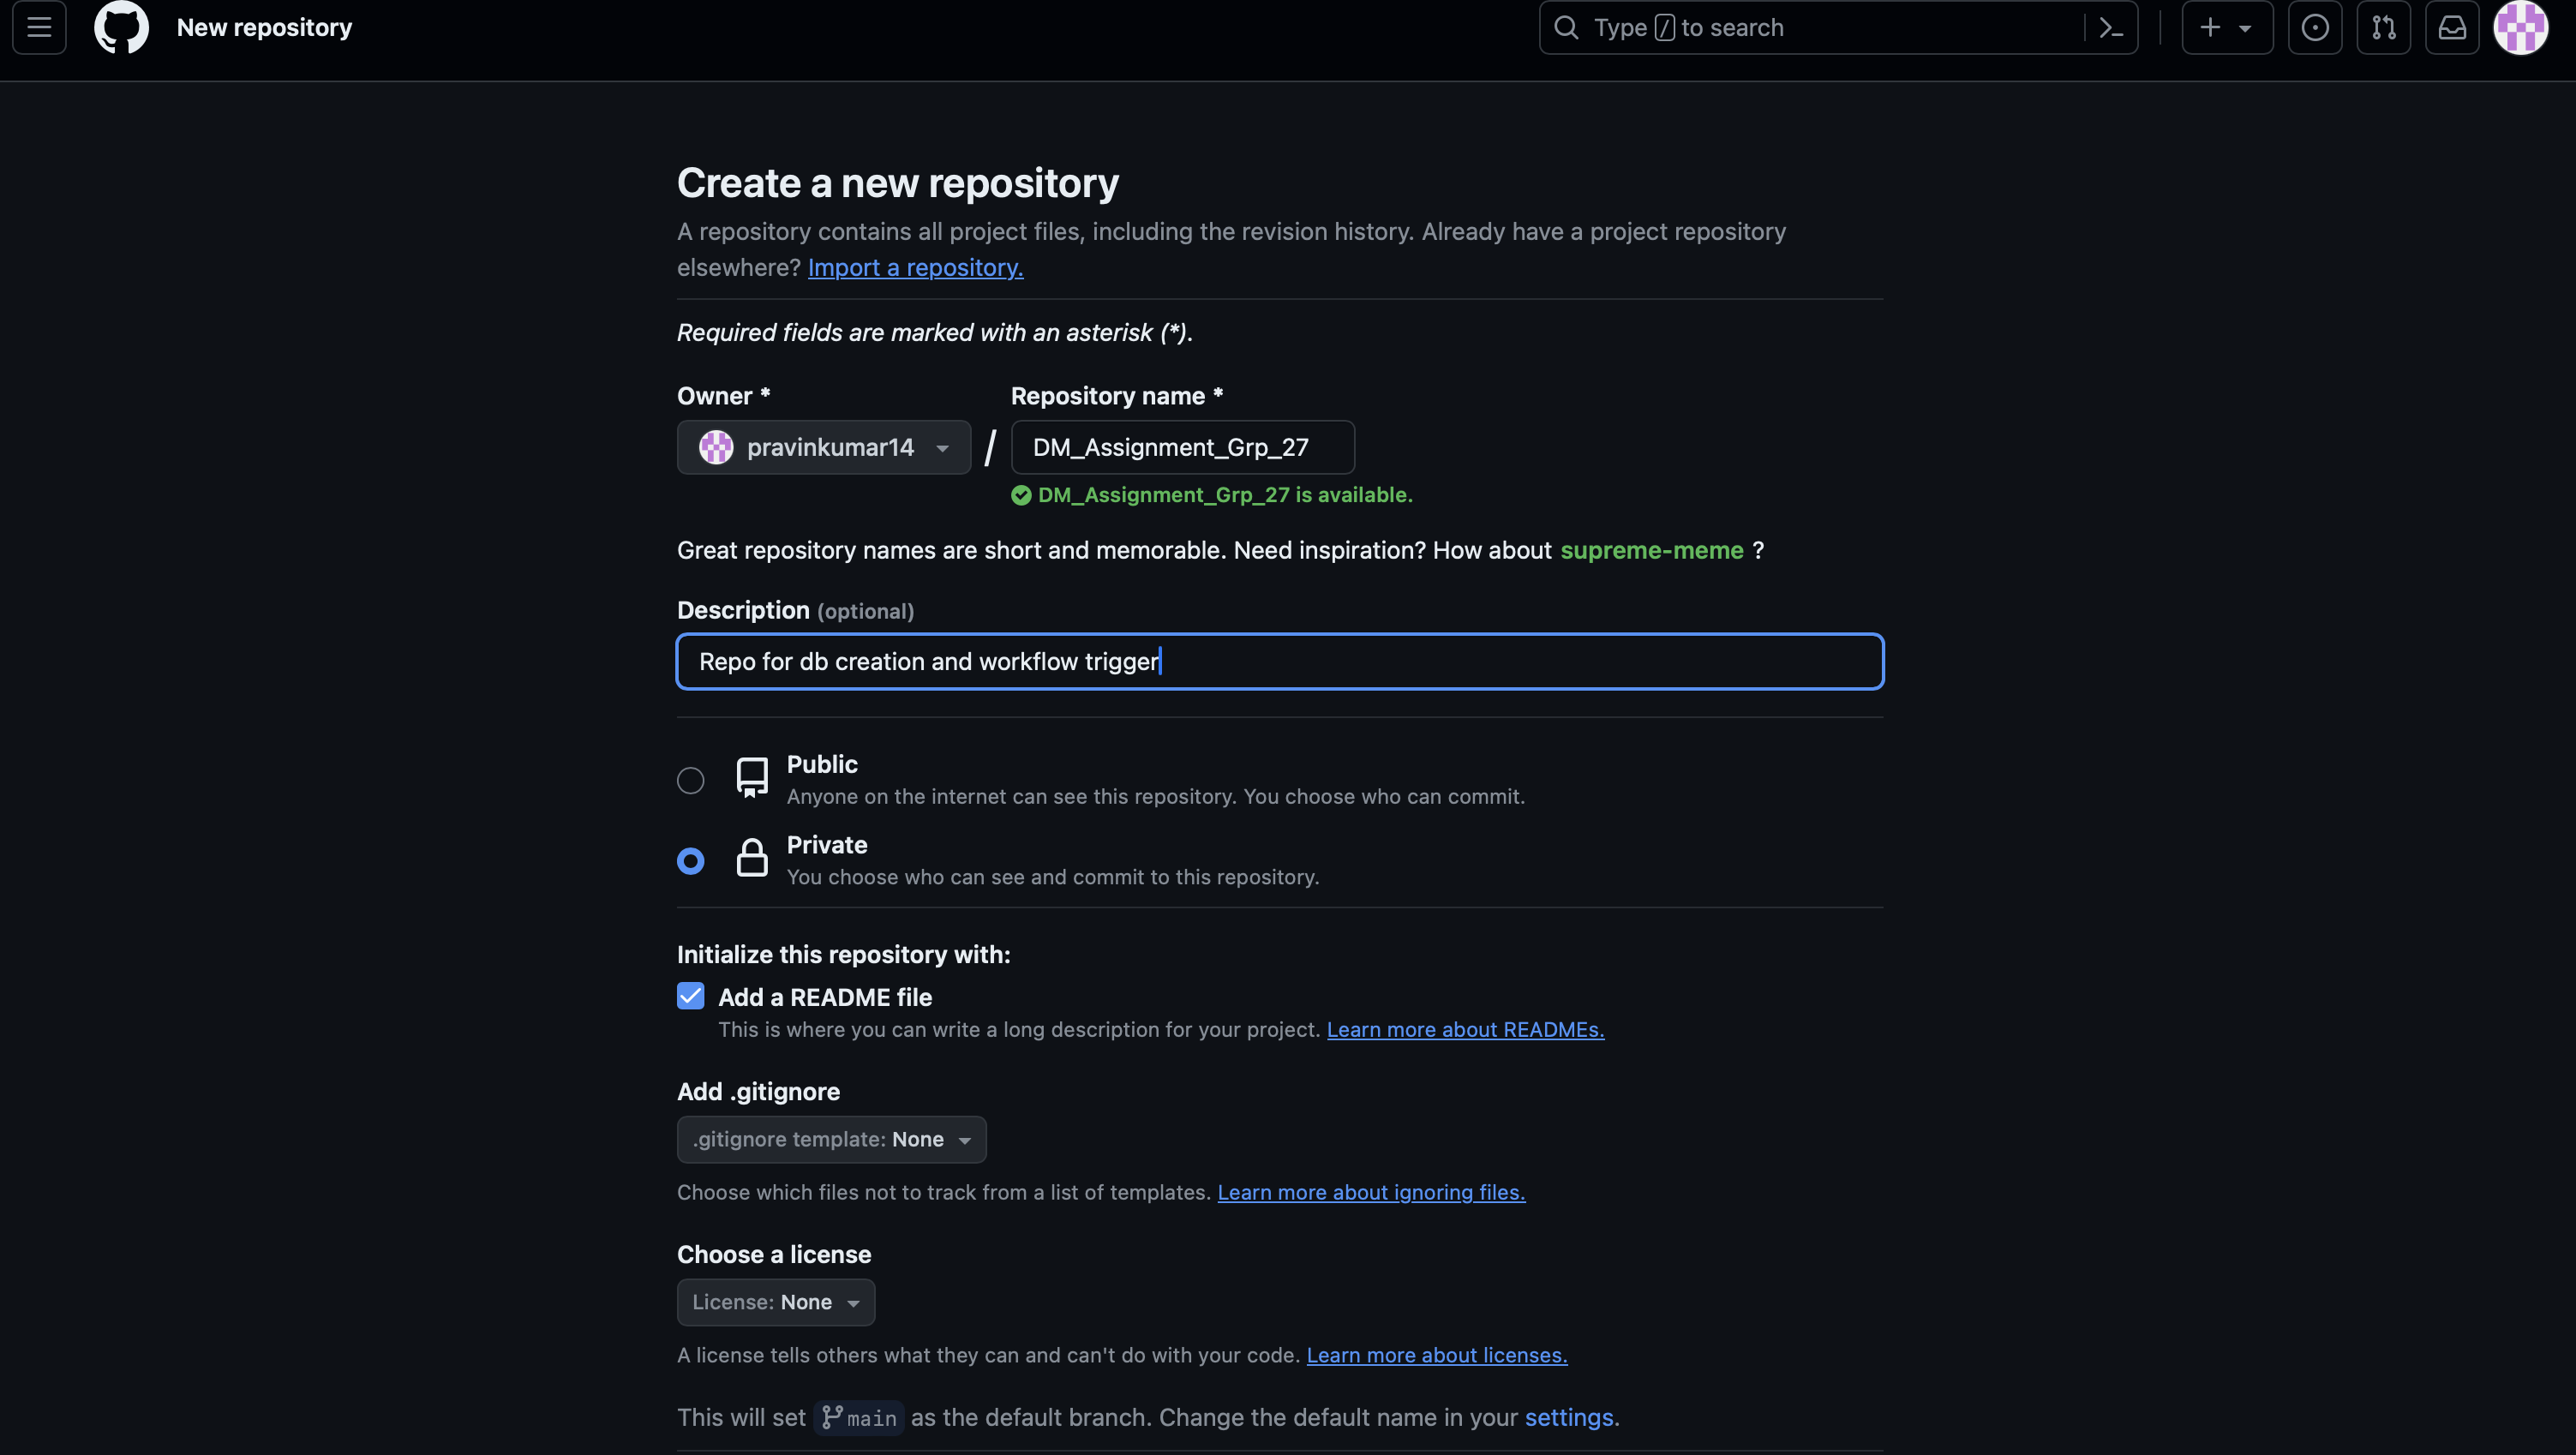 New repository
Type / to search
Create a new repository
A repository contains all project files, including the revision history. Already have a project repository
elsewhere? Import a repository.
Required fields are marked with an asterisk (*).
Owner *
Repository name *
pravinkumar14
/
DM_Assignment_Grp_27
DM_Assignment_Grp_27 is available.
Great repository names are short and memorable. Need inspiration? How about supreme-meme ?
Description (optional)
Repo for db creation and workflow trigger
Public
Anyone on the internet can see this repository. You choose who can commit.
Private
You choose who can see and commit to this repository.
Initialize this repository with:
Add a README file
This is where you can write a long description for your project. Learn more about READMEs.
Add .gitignore
.gitignore template: None
Choose which files not to track from a list of templates. Learn more about ignoring files.
Choose a license
License: None
A license tells others what they can and can't do with your code. Learn more about licenses.
This will set main as the default branch. Change the default name in your settings.